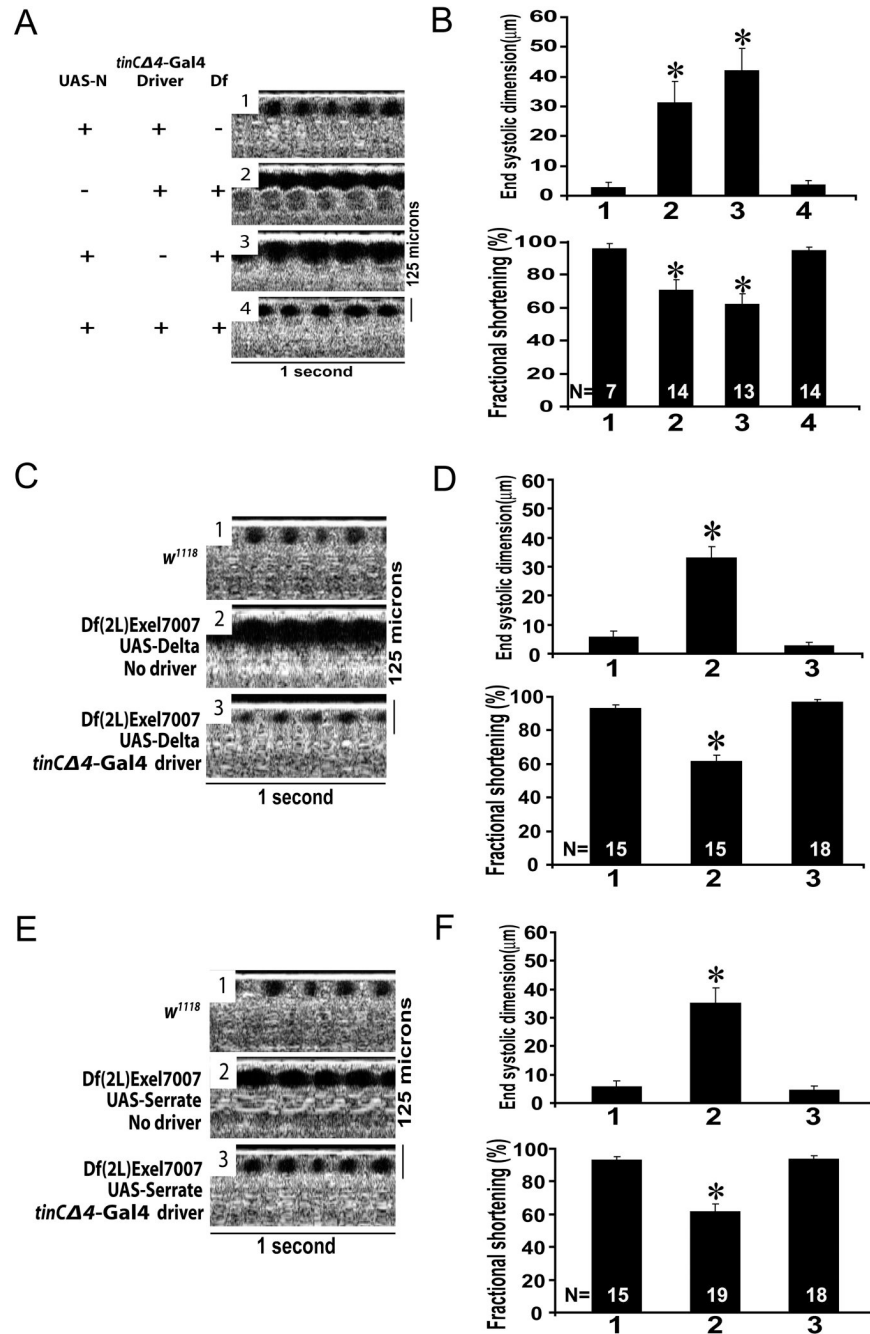 A
UAS-N
tinCΔ4-Gal4
Driver
Df
+ + -
- + +
+ - +
+ + +
1
2
3
4
125 microns
1 second
B
End systolic dimension(μm)
60
50
40
30
20
10
0
* *
1 2 3 4
Fractional shortening (%)
100
80
60
40
20
0
* *
N= 7 14 13 14
1 2 3 4
C
1
w1118
2
Df(2L)Exel7007
UAS-Delta
No driver
3
Df(2L)Exel7007
UAS-Delta
tinCΔ4-Gal4 driver
125 microns
1 second
D
End systolic dimension(μm)
60
50
40
30
20
10
0
*
1 2 3
Fractional shortening (%)
100
80
60
40
20
0
*
N= 15 15 18
1 2 3
E
1
w1118
2
Df(2L)Exel7007
UAS-Serrate
No driver
3
Df(2L)Exel7007
UAS-Serrate
tinCΔ4-Gal4 driver
125 microns
1 second
F
End systolic dimension(μm)
60
50
40
30
20
10
0
*
1 2 3
Fractional shortening (%)
100
80
60
40
20
0
*
N= 15 19 18
1 2 3